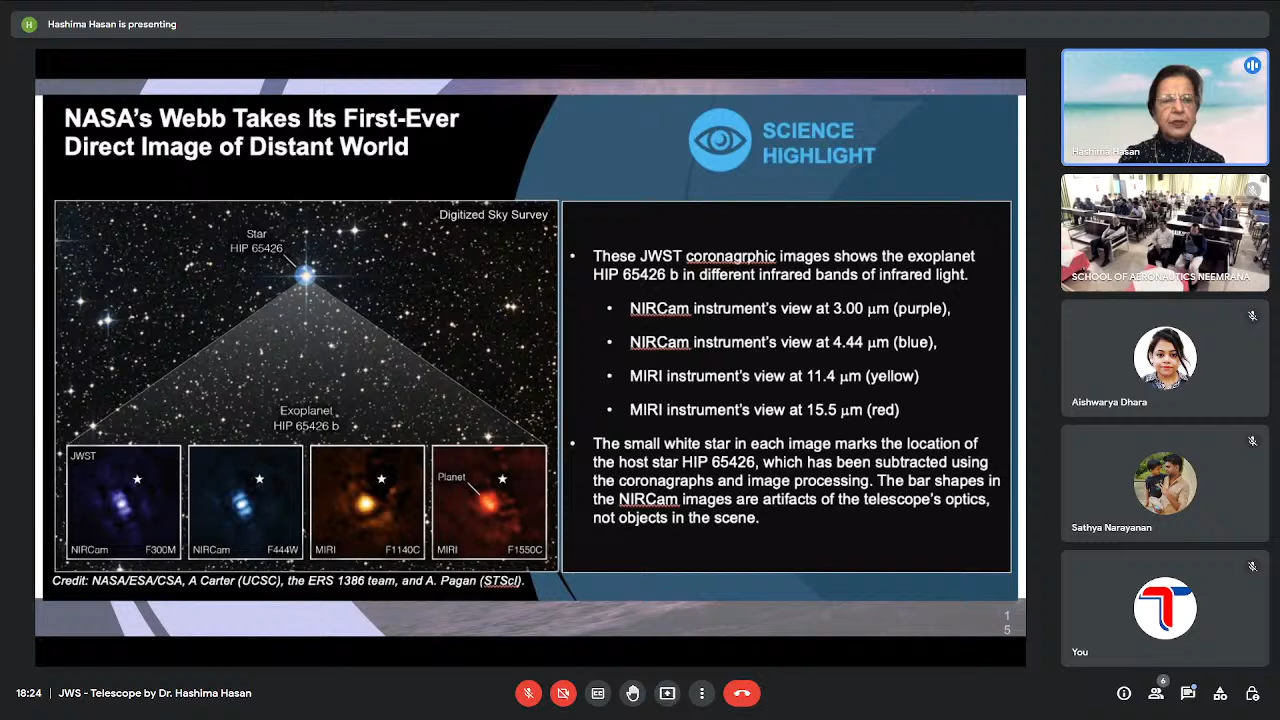 H
Hashima Hasan is presenting
NASA's Webb Takes Its First-Ever
Direct Image of Distant World
SCIENCE
HIGHLIGHT
Digitized Sky Survey
Star
HIP 65426
Exoplanet
HIP 65426 b
JWST
NIRCam F300M
NIRCam F444W
MIRI F1140C
Planet
MIRI F1550C
Credit: NASA/ESA/CSA, A Carter (UCSC), the ERS 1386 team, and A. Pagan (STScI).
• These JWST coronagrphic images shows the exoplanet
HIP 65426 b in different infrared bands of infrared light.
• NIRCam instrument's view at 3.00 μm (purple),
• NIRCam instrument's view at 4.44 μm (blue),
• MIRI instrument's view at 11.4 μm (yellow)
• MIRI instrument's view at 15.5 μm (red)
• The small white star in each image marks the location of
the host star HIP 65426, which has been subtracted using
the coronagraphs and image processing. The bar shapes in
the NIRCam images are artifacts of the telescope's optics,
not objects in the scene.
1
5
Hashima Hasan
SCHOOL OF AERONAUTICS NEEMRANA
Aishwarya Dhara
Sathya Narayanan
You
18:24 | JWS - Telescope by Dr. Hashima Hasan
6